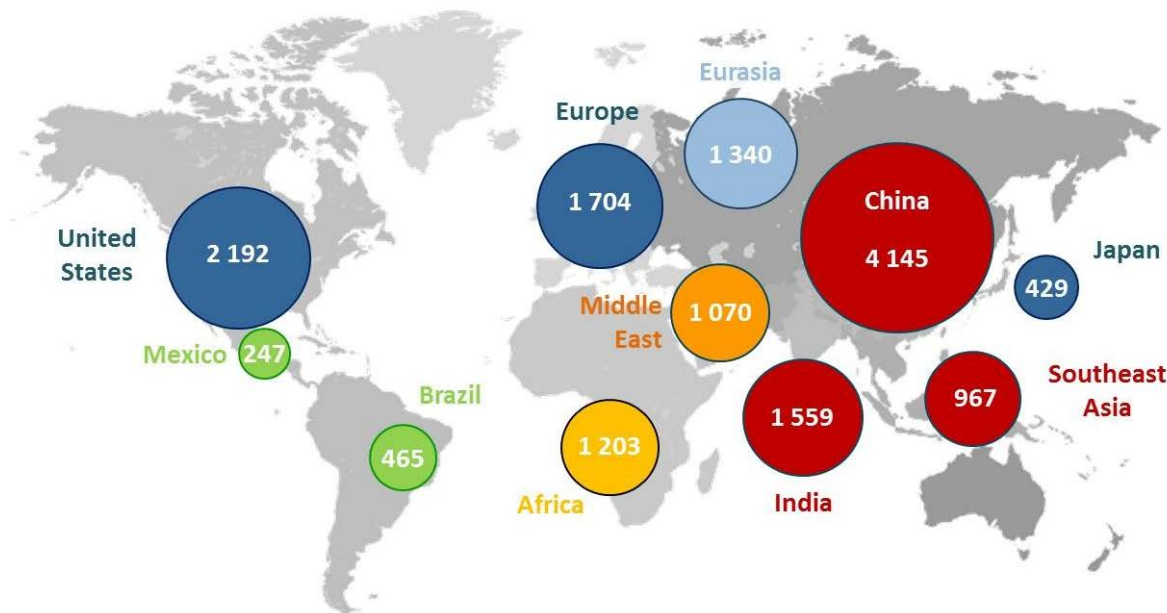 Eurasia
1 340
Europe
1 704
China
4 145
United
States
2 192
Japan
429
Middle
East
1 070
Mexico
247
Brazil
465
Southeast
Asia
967
India
1 559
Africa
1 203